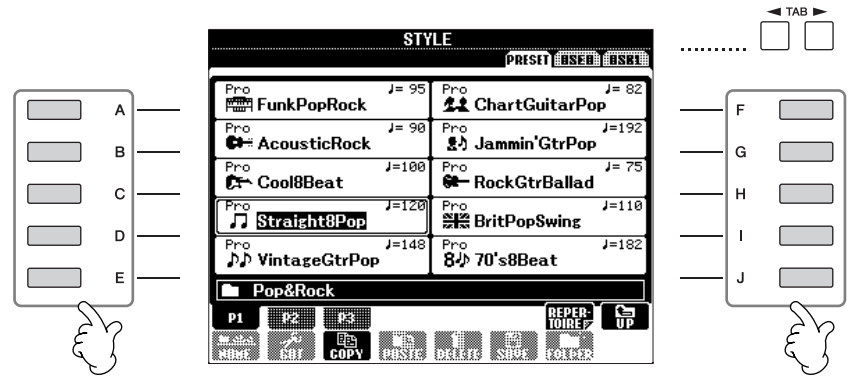 ◄ TAB ►
STYLE
PRESET USER USB1
A
B
C
D
E
Pro ♩= 95
FunkPopRock
Pro ♩= 90
AcousticRock
Pro ♩=100
Cool8Beat
Pro ♩=120
Straight8Pop
Pro ♩=148
VintageGtrPop
Pro ♩= 82
ChartGuitarPop
Pro ♩=192
Jammin'GtrPop
Pro ♩= 75
RockGtrBallad
Pro ♩=110
BritPopSwing
Pro ♩=182
70's8Beat
F
G
H
I
J
Pop&Rock
P1 P2 P3
REPER-
TOIRE
UP
NAME CUT COPY PASTE DELETE SAVE FOLDER